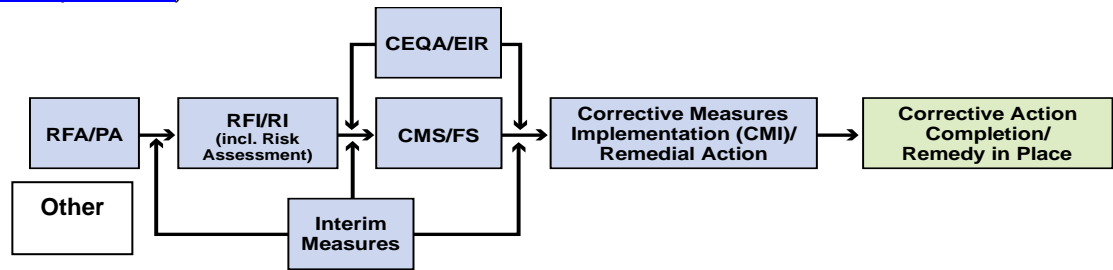 CEQA/EIR
RFA/PA
RFI/RI
(incl. Risk
Assessment)
CMS/FS
Corrective Measures
Implementation (CMI)/
Remedial Action
Corrective Action
Completion/
Remedy in Place
Other
Interim
Measures